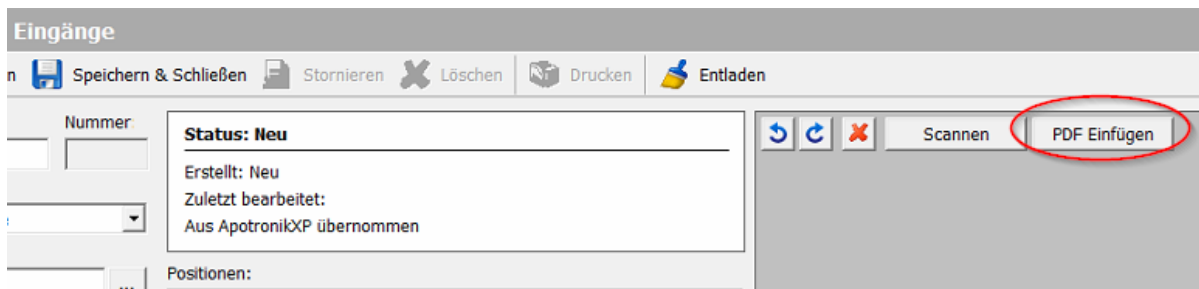 Eingänge
n Speichern & Schließen Stornieren Löschen Drucken Entladen
Nummer
Status: Neu
Erstellt: Neu
Zuletzt bearbeitet:
Aus ApotronikXP übernommen
Scannen PDF Einfügen
Positionen:
...